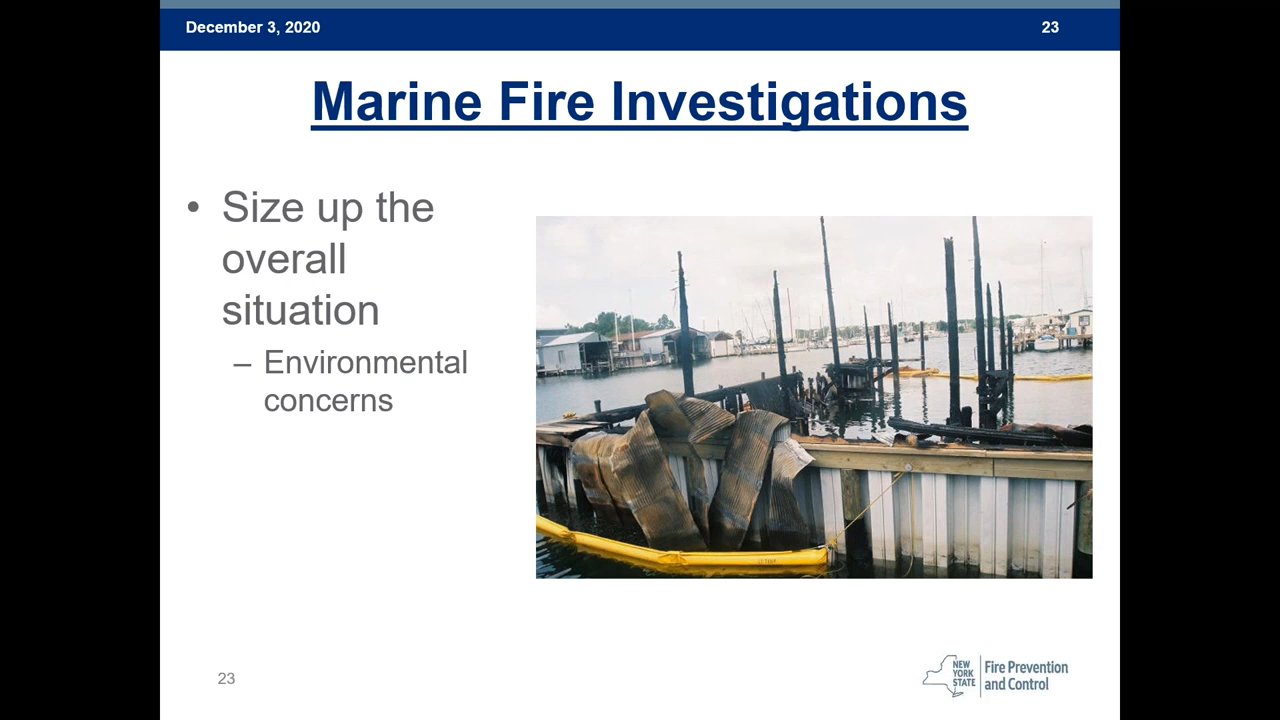 December 3, 2020
23
Marine Fire Investigations
• Size up the
overall
situation
– Environmental
concerns
23
NEW
YORK
STATE
Fire Prevention
and Control